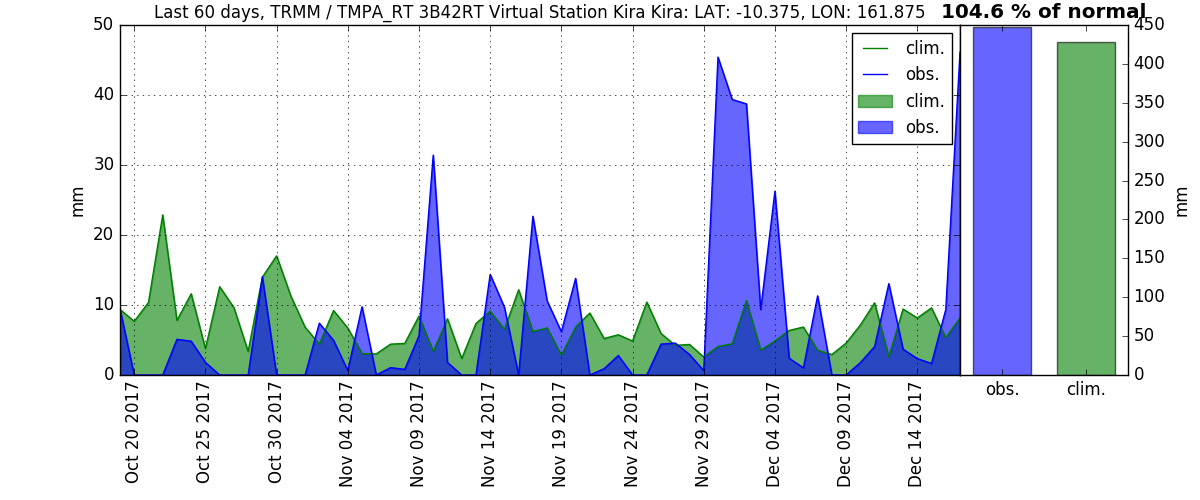 Last 60 days, TRMM / TMPA_RT 3B42RT Virtual Station Kira Kira: LAT: -10.375, LON: 161.875
104.6 % of normal
50
40
30
20
10
0
mm
clim.
obs.
clim.
obs.
450
400
350
300
250
200
150
100
50
0
mm
obs.
clim.
Oct 20 2017
Oct 25 2017
Oct 30 2017
Nov 04 2017
Nov 09 2017
Nov 14 2017
Nov 19 2017
Nov 24 2017
Nov 29 2017
Dec 04 2017
Dec 09 2017
Dec 14 2017